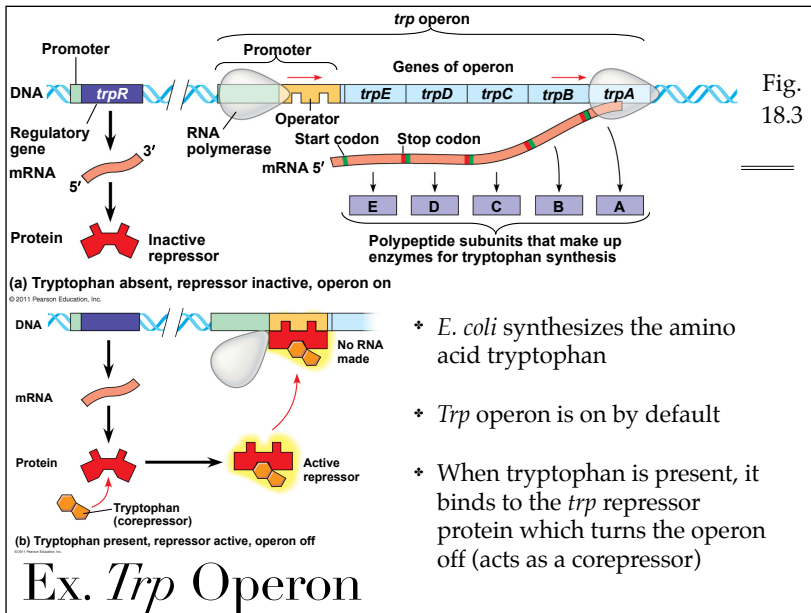 trp operon
Promoter
Promoter
Genes of operon
DNA
trpR
trpE
trpD
trpC
trpB
trpA
Operator
Regulatory
gene
RNA
polymerase
Start codon
Stop codon
mRNA
5′
3′
mRNA 5′
E
D
C
B
A
Protein
Inactive
repressor
Polypeptide subunits that make up
enzymes for tryptophan synthesis
(a) Tryptophan absent, repressor inactive, operon on
© 2011 Pearson Education, Inc.
Fig.
18.3
DNA
No RNA
made
mRNA
Protein
Active
repressor
Tryptophan
(corepressor)
(b) Tryptophan present, repressor active, operon off
© 2011 Pearson Education, Inc.
E. coli synthesizes the amino
acid tryptophan
Trp operon is on by default
When tryptophan is present, it
binds to the trp repressor
protein which turns the operon
off (acts as a corepressor)
Ex. Trp Operon